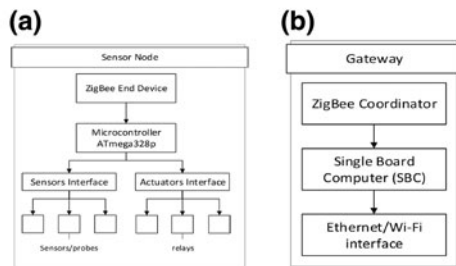 (a)
Sensor Node
ZigBee End Device
Microcontroller
ATmega328p
Sensors Interface
Actuators Interface
Sensors/probes
relays
(b)
Gateway
ZigBee Coordinator
Single Board
Computer (SBC)
Ethernet/Wi-Fi
interface